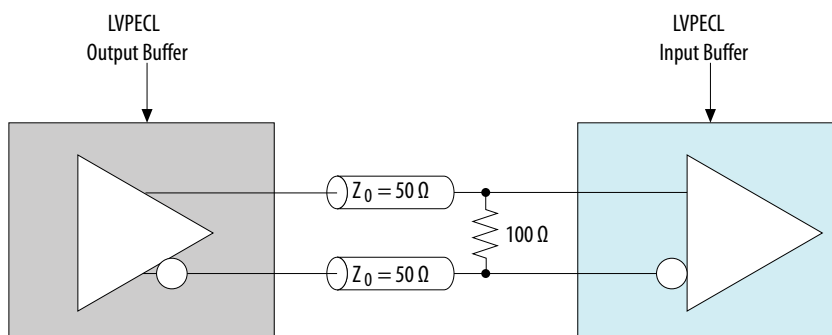 LVPECL
Output Buffer
LVPECL
Input Buffer
Z0 = 50 Ω
100 Ω
Z0 = 50 Ω